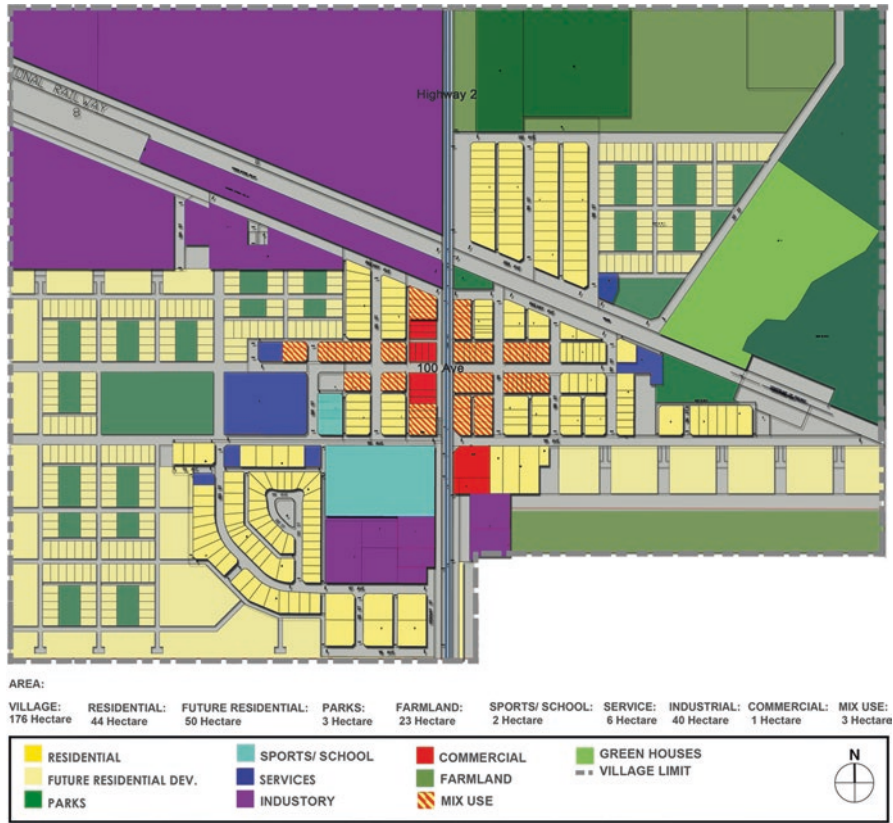 Highway 2
IONAL RAILWAY
100 Ave
AREA:
VILLAGE: RESIDENTIAL: FUTURE RESIDENTIAL: PARKS: FARMLAND: SPORTS/ SCHOOL: SERVICE: INDUSTRIAL: COMMERCIAL: MIX USE:
176 Hectare 44 Hectare 50 Hectare 3 Hectare 23 Hectare 2 Hectare 6 Hectare 40 Hectare 1 Hectare 3 Hectare
RESIDENTIAL
FUTURE RESIDENTIAL DEV.
PARKS
SPORTS/ SCHOOL
SERVICES
INDUSTORY
COMMERCIAL
FARMLAND
MIX USE
GREEN HOUSES
VILLAGE LIMIT
N